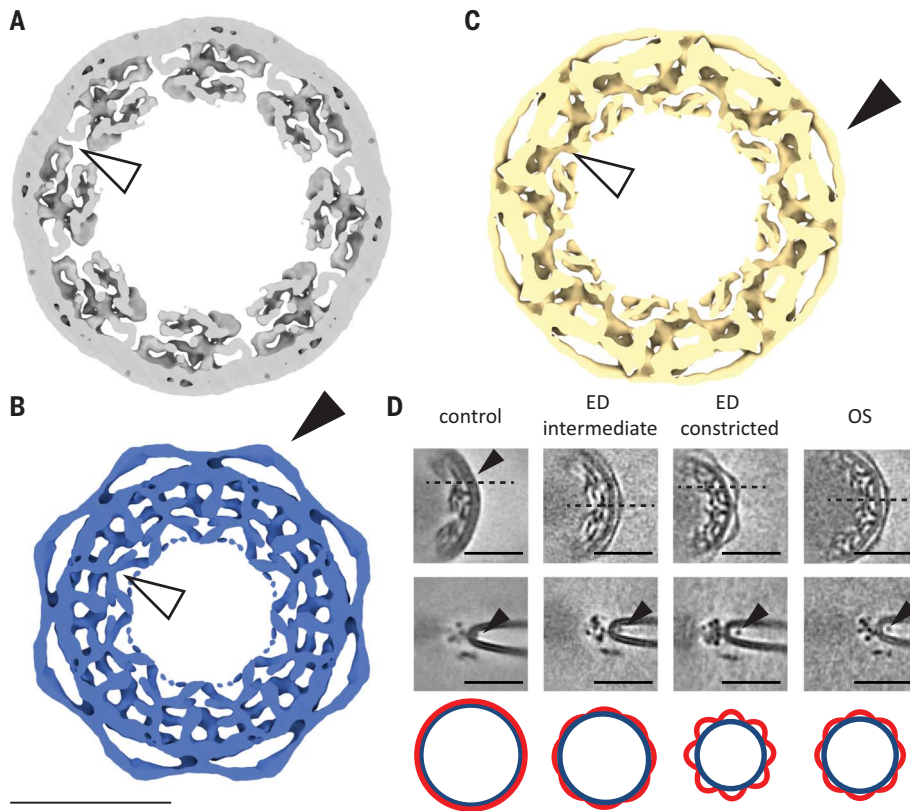 A
C
B
D
control
ED
intermediate
ED
constricted
OS